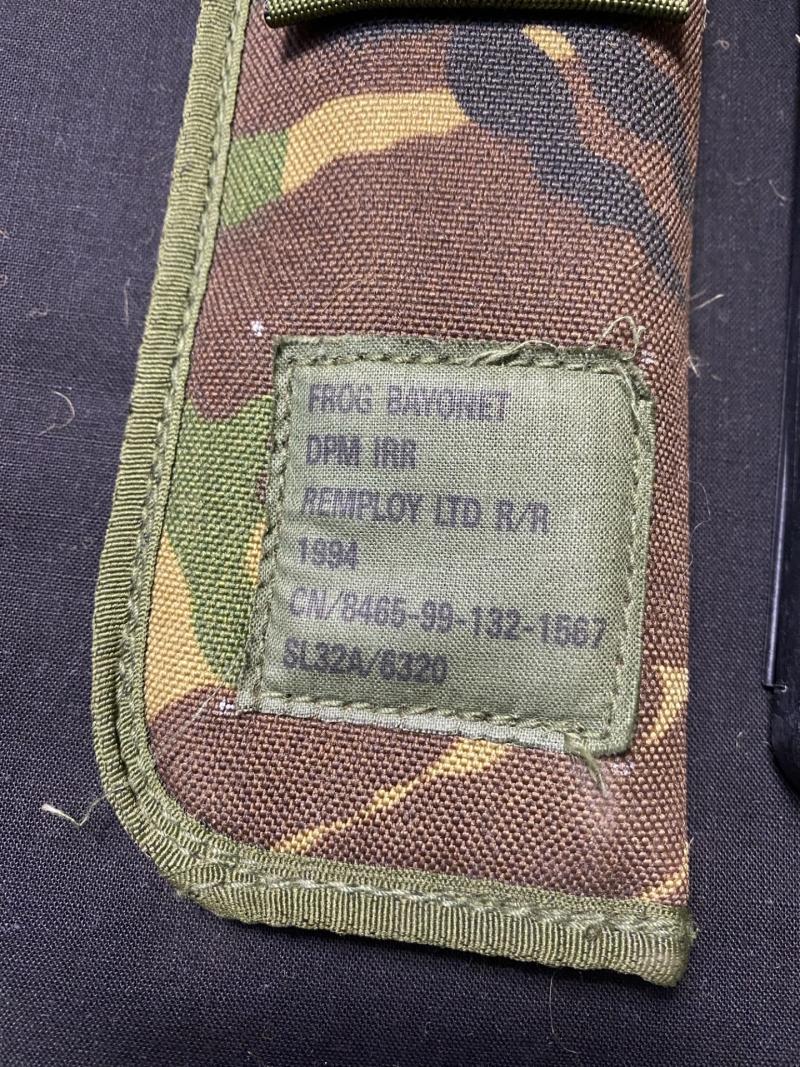 FROG BAYONET
DPM IRR
REMPLOY LTD R/R
1994
CN/8465-99-132-1567
SL32A/6320